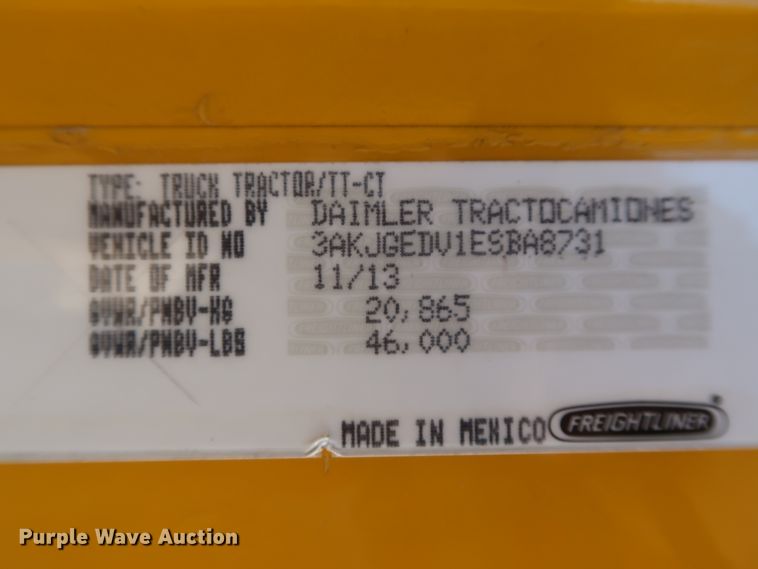 TYPE: TRUCK TRACTOR/TT-CT
MANUFACTURED BY DAIMLER TRACTOCAMIONES
VEHICLE ID NO 3AKJGEDV1ESBA8731
DATE OF MFR 11/13
GVWR/PNBV-KG 20,865
GVWR/PNBV-LBS 46,000
MADE IN MEXICO FREIGHTLINER
Purple Wave Auction